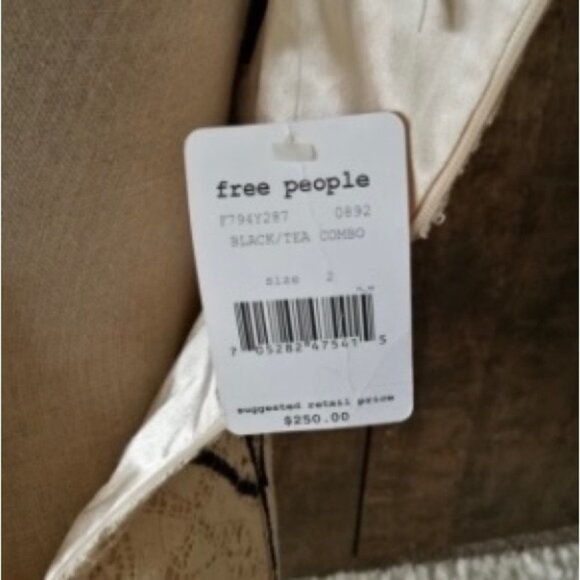 free people
F794Y287 0892
BLACK/TEA COMBO
size 2
7 05282 47541 5
suggested retail price
$250.00